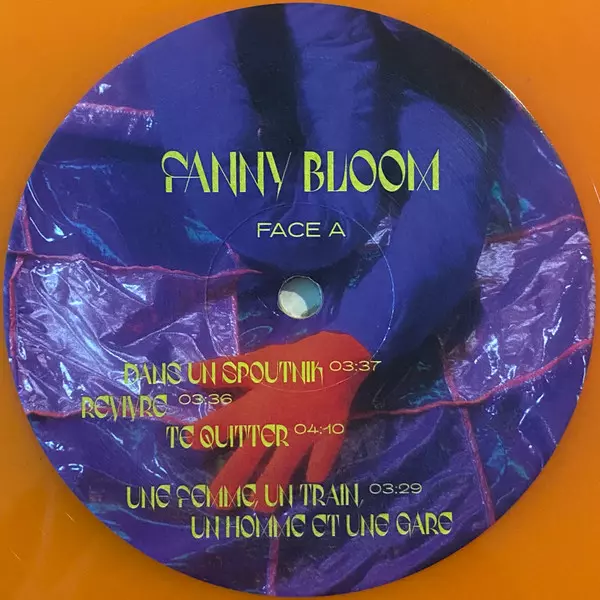 FANNY BLOOM
FACE A
DANS UN SPOUTNIK 03:37
REVIVRE 03:36
TE QUITTER 04:10
UNE FEMME, UN TRAIN, 03:29
UN HOMME ET UNE GARE